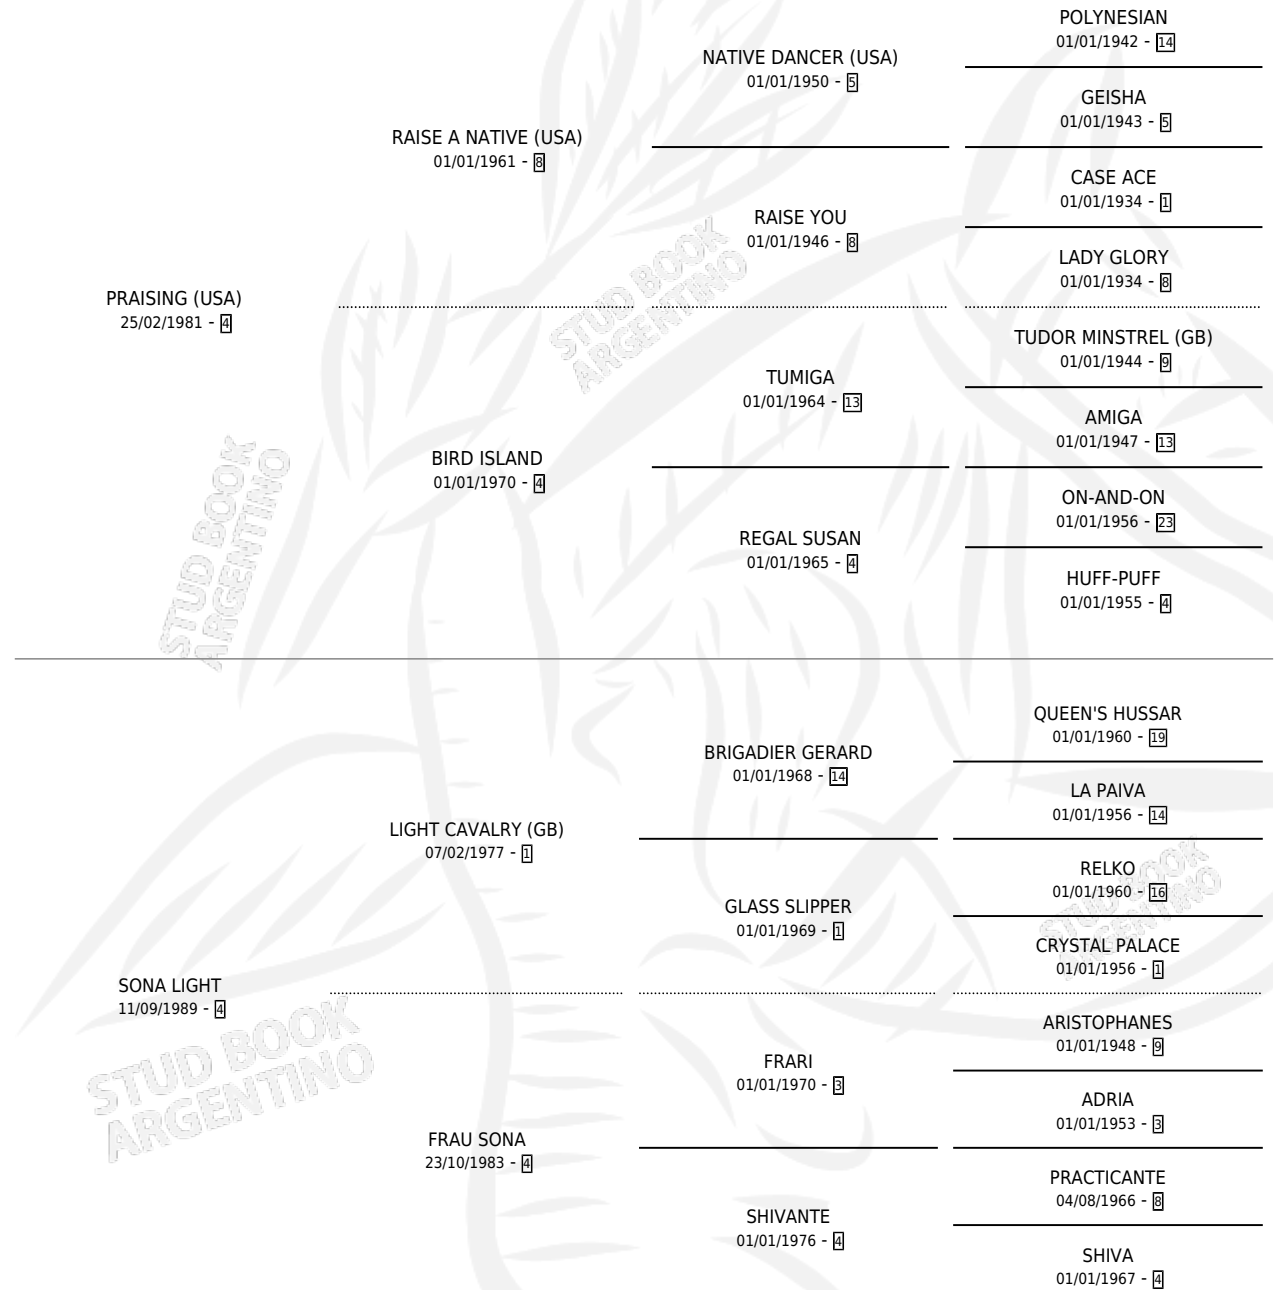 POLYNESIAN
01/01/1942 - 14
NATIVE DANCER (USA)
01/01/1950 - 5
GEISHA
01/01/1943 - 5
RAISE A NATIVE (USA)
01/01/1961 - 8
CASE ACE
01/01/1934 - 1
RAISE YOU
01/01/1946 - 8
LADY GLORY
01/01/1934 - 8
PRAISING (USA)
25/02/1981 - 4
TUDOR MINSTREL (GB)
01/01/1944 - 9
TUMIGA
01/01/1964 - 13
AMIGA
01/01/1947 - 13
BIRD ISLAND
01/01/1970 - 4
ON-AND-ON
01/01/1956 - 23
REGAL SUSAN
01/01/1965 - 4
HUFF-PUFF
01/01/1955 - 4
STUD BOOK
ARGENTINO
STUD BOOK
ARGENTINO
QUEEN'S HUSSAR
01/01/1960 - 19
BRIGADIER GERARD
01/01/1968 - 14
LA PAIVA
01/01/1956 - 14
LIGHT CAVALRY (GB)
07/02/1977 - 1
RELKO
01/01/1960 - 16
GLASS SLIPPER
01/01/1969 - 1
CRYSTAL PALACE
01/01/1956 - 1
SONA LIGHT
11/09/1989 - 4
ARISTOPHANES
01/01/1948 - 9
FRARI
01/01/1970 - 3
ADRIA
01/01/1953 - 3
FRAU SONA
23/10/1983 - 4
PRACTICANTE
04/08/1966 - 8
SHIVANTE
01/01/1976 - 4
SHIVA
01/01/1967 - 4
STUD BOOK
ARGENTINO
STUD BOOK
ARGENTINO